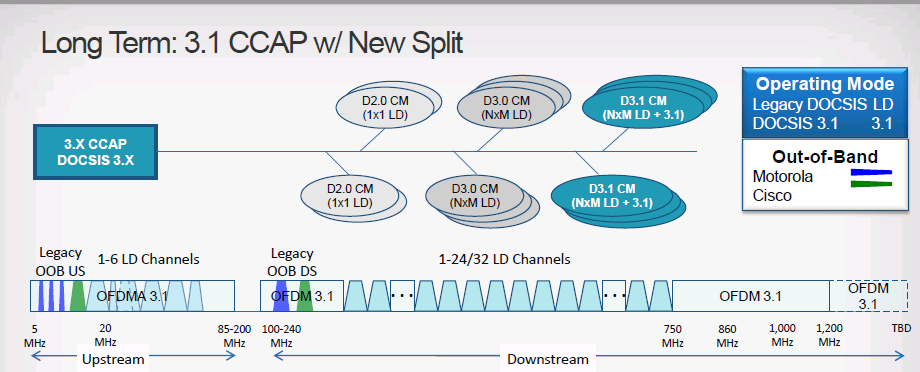 Long Term: 3.1 CCAP w/ New Split
D2.0 CM
(1x1 LD)
D3.0 CM
(NxM LD)
D3.1 CM
(NxM LD + 3.1)
Operating Mode
Legacy DOCSIS LD
DOCSIS 3.1 3.1
3.X CCAP
DOCSIS 3.X
Out-of-Band
Motorola
Cisco
D2.0 CM
(1x1 LD)
D3.0 CM
(NxM LD)
D3.1 CM
(NxM LD + 3.1)
Legacy
OOB US
1-6 LD Channels
Legacy
OOB DS
1-24/32 LD Channels
OFDMA 3.1
OFDM 3.1
...
...
OFDM 3.1
OFDM
3.1
5
MHz
20
MHz
85-200
MHz
100-240
MHz
750
MHz
860
MHz
1,000
MHz
1,200
MHz
TBD
Upstream
Downstream